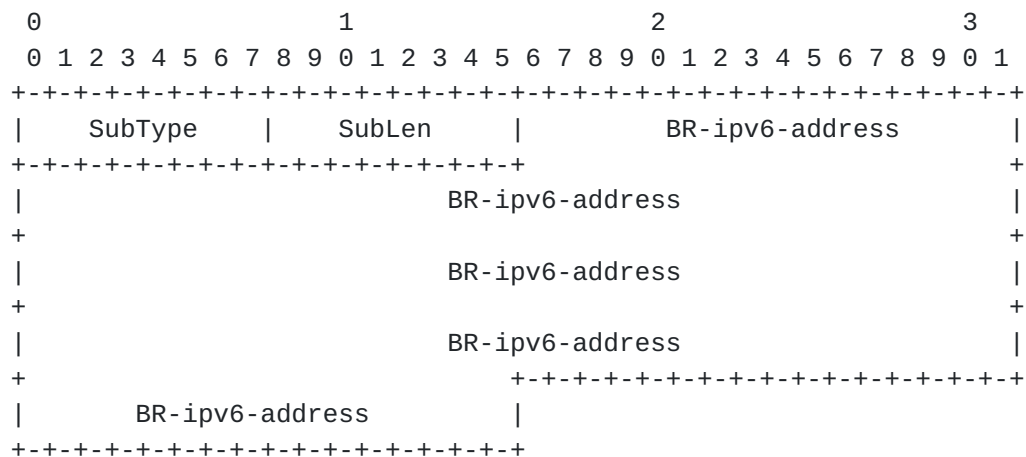 0                   1                   2                   3
 0 1 2 3 4 5 6 7 8 9 0 1 2 3 4 5 6 7 8 9 0 1 2 3 4 5 6 7 8 9 0 1
+-+-+-+-+-+-+-+-+-+-+-+-+-+-+-+-+-+-+-+-+-+-+-+-+-+-+-+-+-+-+-+-+
|    SubType    |    SubLen     |         BR-ipv6-address       |
+-+-+-+-+-+-+-+-+-+-+-+-+-+-+-+-+                               +
|                           BR-ipv6-address                     |
+                                                               +
|                           BR-ipv6-address                     |
+                                                               +
|                           BR-ipv6-address                     |
+                               +-+-+-+-+-+-+-+-+-+-+-+-+-+-+-+-+
|       BR-ipv6-address         |
+-+-+-+-+-+-+-+-+-+-+-+-+-+-+-+-+